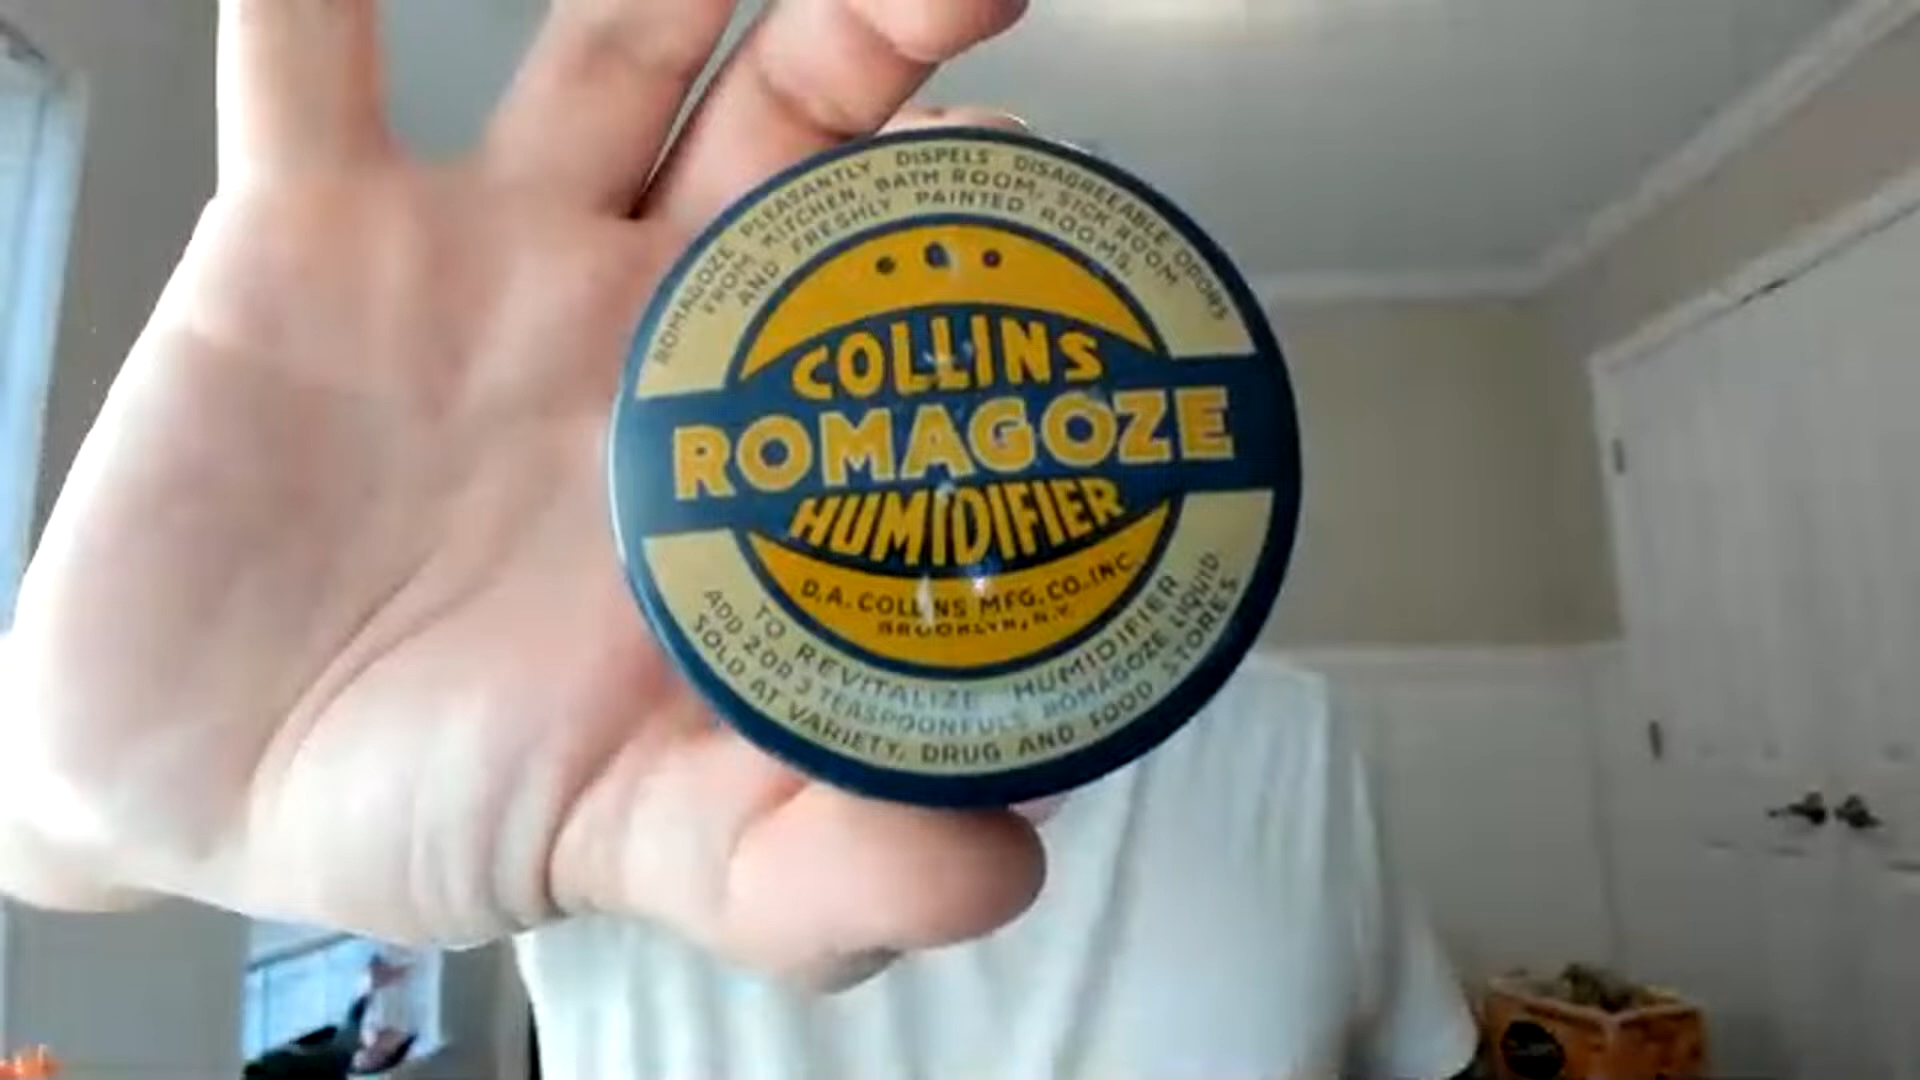 ROMAGOZE PLEASANTLY DISPELS DISAGREEABLE ODORS
FROM KITCHEN, BATH ROOM, SICK ROOM
AND FRESHLY PAINTED ROOMS.
COLLINS
ROMAGOZE
HUMIDIFIER
D.A. COLLINS MFG. CO. INC.
BROOKLYN, N.Y.
TO REVITALIZE HUMIDIFIER
ADD 2 OR 3 TEASPOONFULS ROMAGOZE LIQUID
SOLD AT VARIETY, DRUG AND FOOD STORES